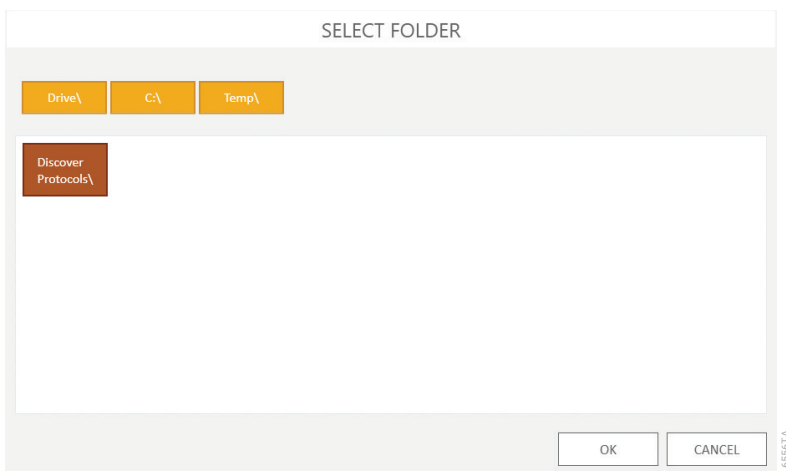 SELECT FOLDER
Drive\ C:\ Temp\
Discover
Protocols\
OK CANCEL